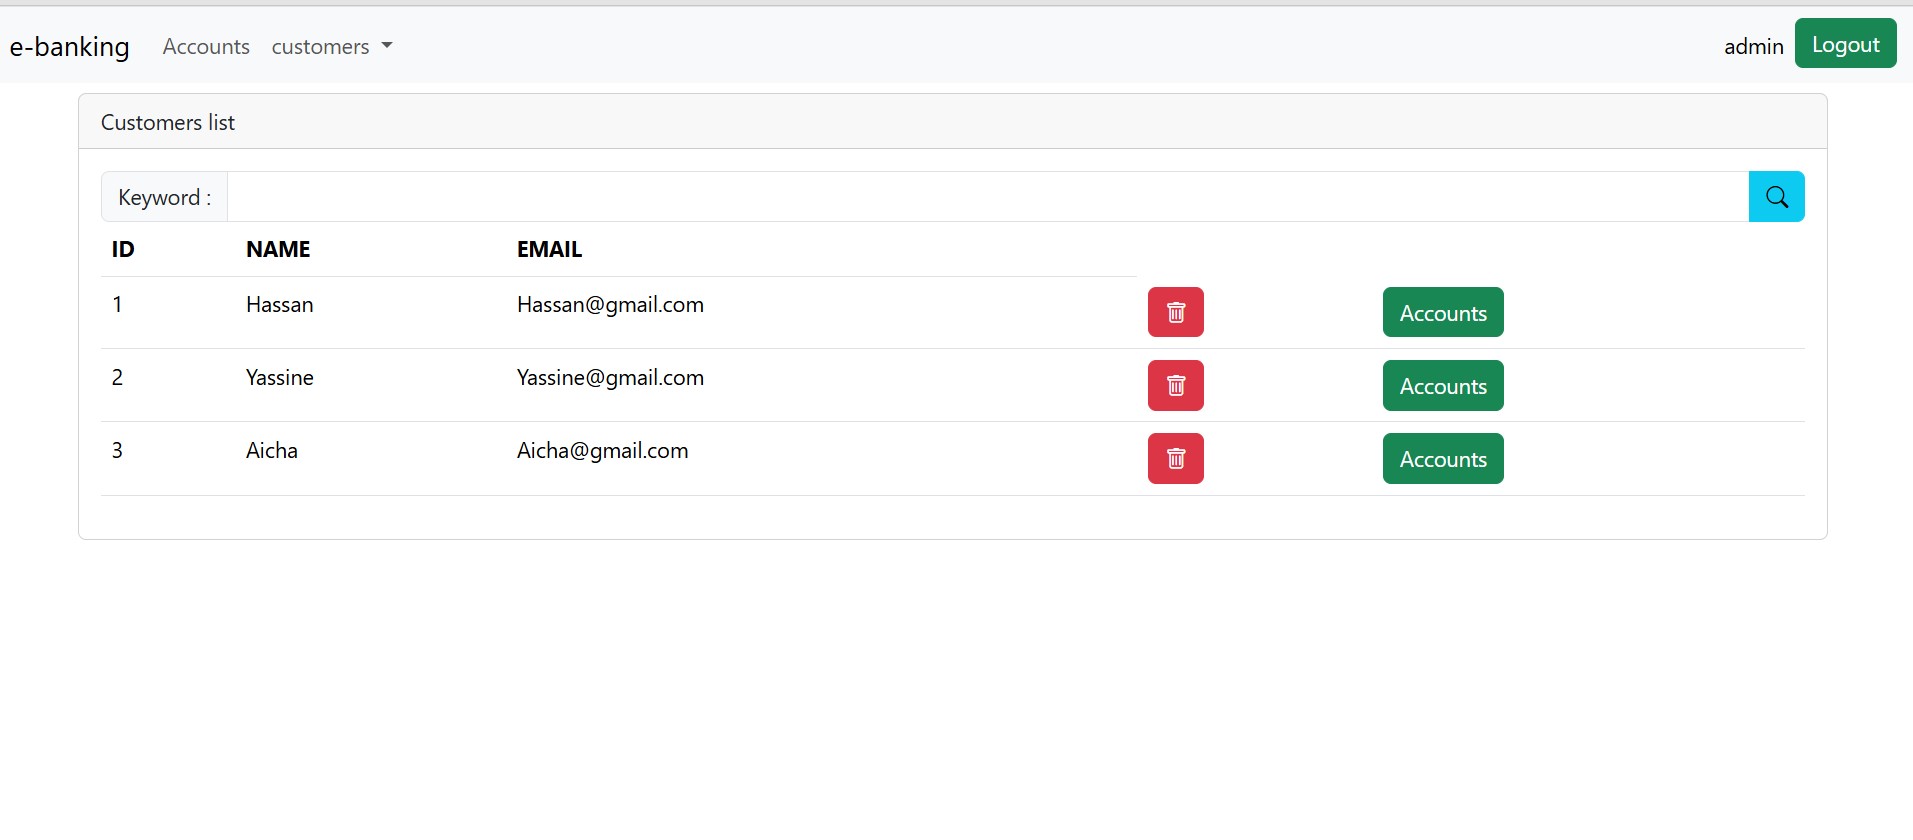 e-banking Accounts customers admin Logout
Customers list
Keyword :
ID NAME EMAIL
1 Hassan Hassan@gmail.com Accounts
2 Yassine Yassine@gmail.com Accounts
3 Aicha Aicha@gmail.com Accounts